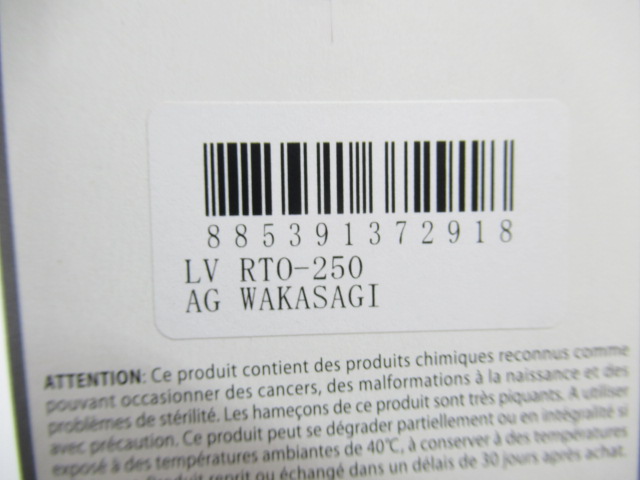 885391372918
LV RTO-250
AG WAKASAGI
ATTENTION: Ce produit contient des produits chimiques reconnus comme
pouvant occasionner des cancers, des malformations à la naissance et des
problèmes de stérilité. Les hameçons de ce produit sont très piquants. A utiliser
avec précaution. Ce produit peut se dégrader partiellement ou en intégralité si
exposé à des températures ambiantes de 40℃, à conserver à des températures
Produit repris ou échangé dans un délais de 30 jours après achat.